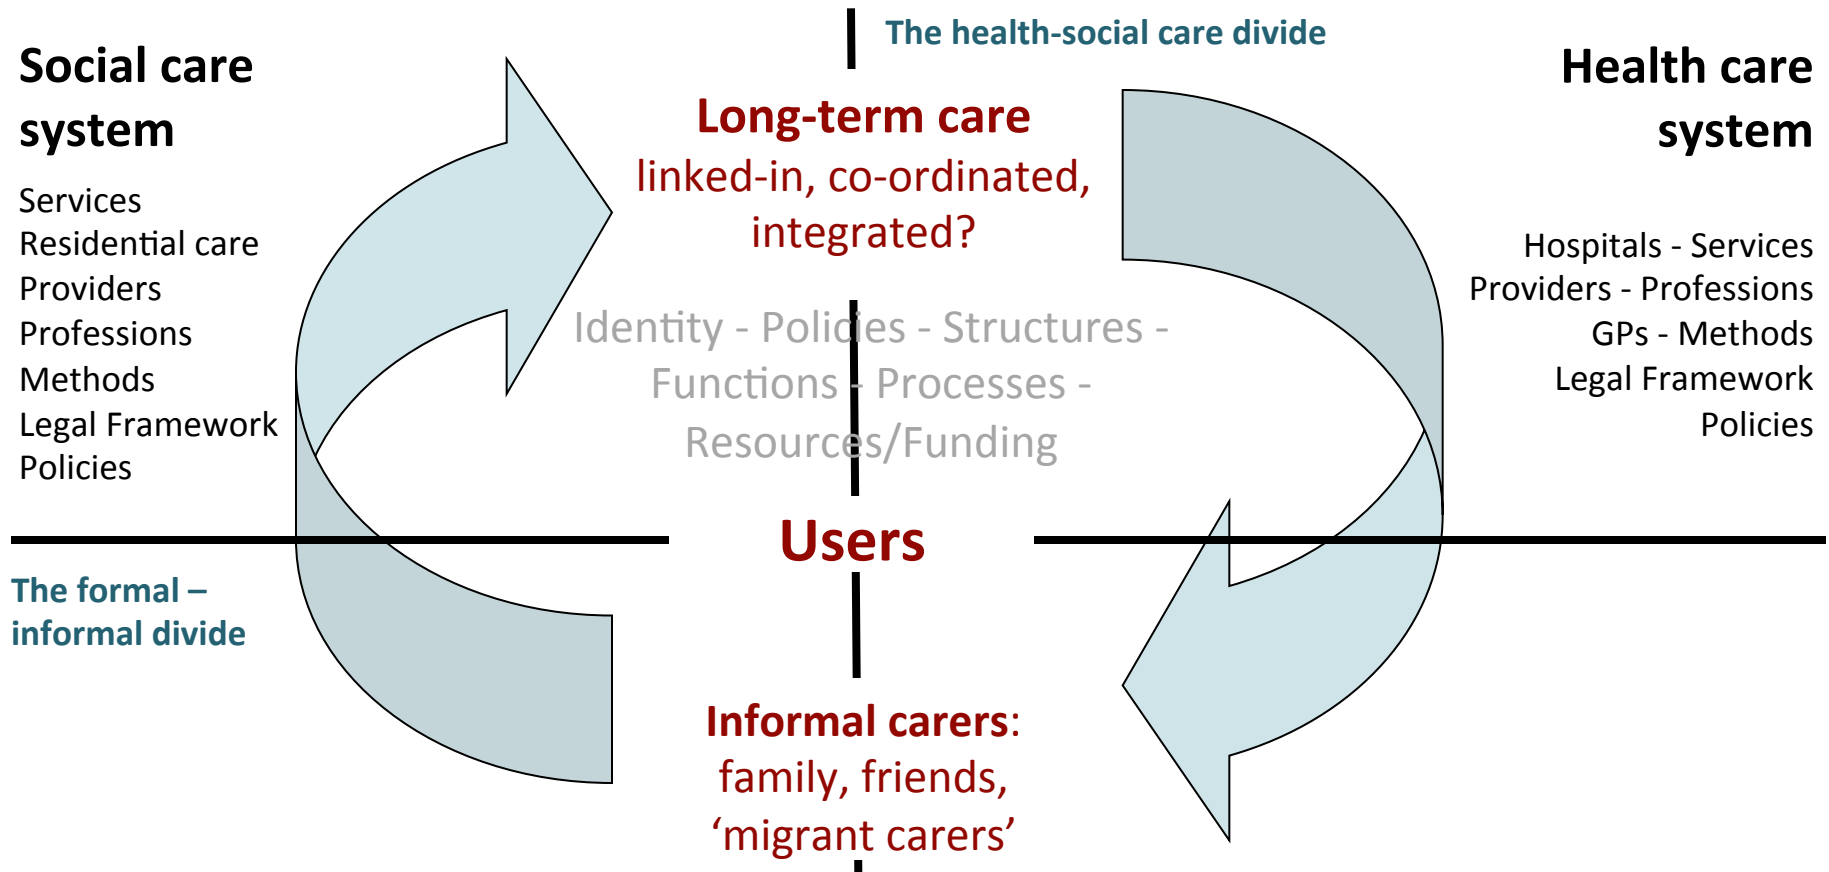 The health-social care divide
Social care
system
Services
Residential care
Providers
Professions
Methods
Legal Framework
Policies
Long-term care
linked-in, co-ordinated,
integrated?
Health care
system
Hospitals - Services
Providers - Professions
GPs - Methods
Legal Framework
Policies
Identity - Policies - Structures -
Functions - Processes -
Resources/Funding
Users
The formal –
informal divide
Informal carers:
family, friends,
‘migrant carers’